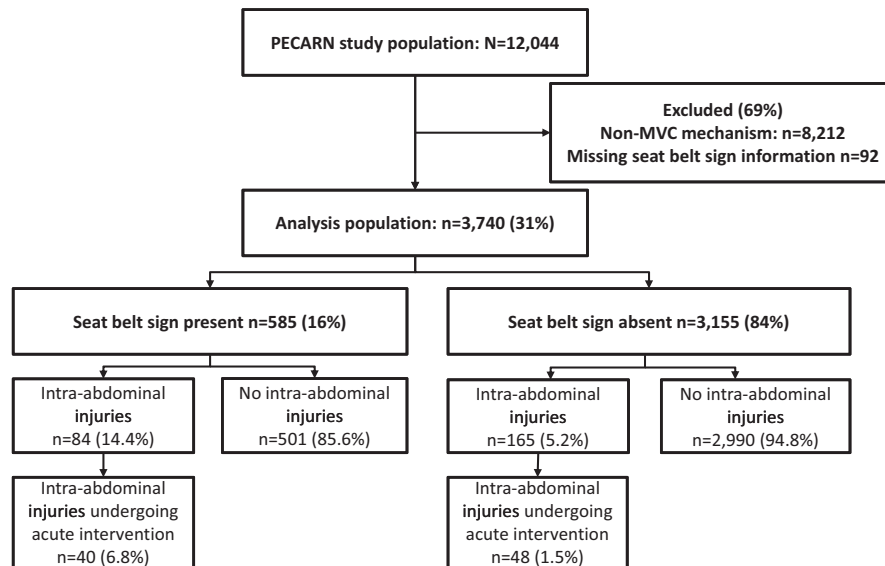 PECARN study population: N=12,044
Excluded (69%)
Non-MVC mechanism: n=8,212
Missing seat belt sign information n=92
Analysis population: n=3,740 (31%)
Seat belt sign present n=585 (16%)
Seat belt sign absent n=3,155 (84%)
Intra-abdominal
injuries
n=84 (14.4%)
No intra-abdominal
injuries
n=501 (85.6%)
Intra-abdominal
injuries
n=165 (5.2%)
No intra-abdominal
injuries
n=2,990 (94.8%)
Intra-abdominal
injuries undergoing
acute intervention
n=40 (6.8%)
Intra-abdominal
injuries undergoing
acute intervention
n=48 (1.5%)